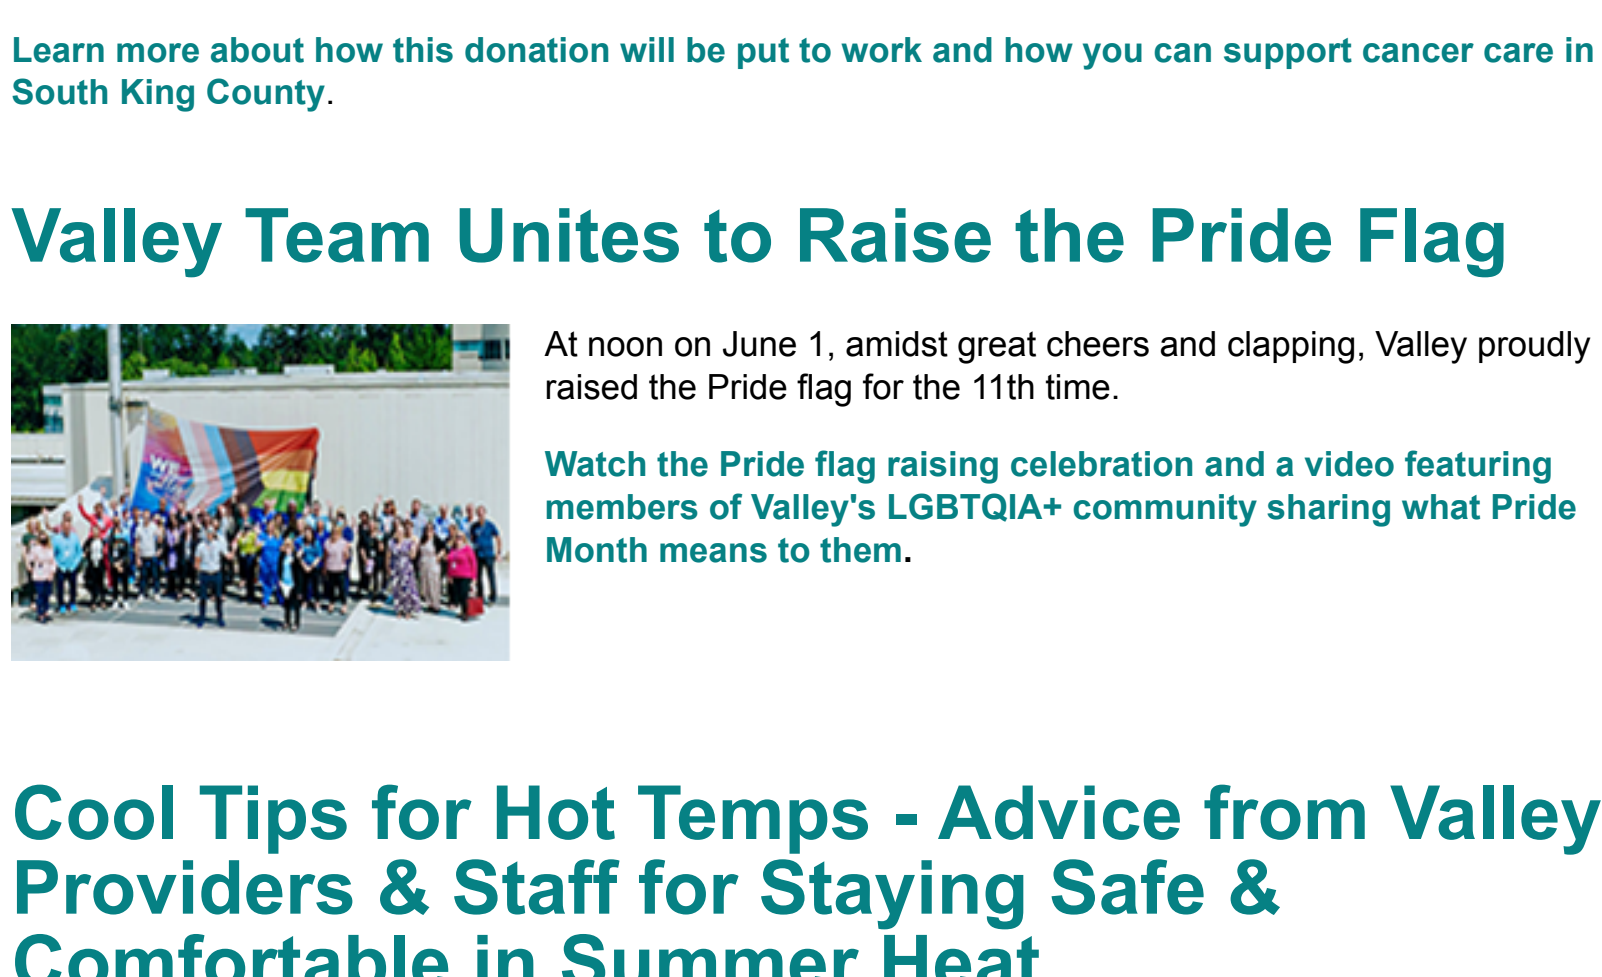 Learn more about how this donation will be put to work and how you can support cancer care in
South King County.
Valley Team Unites to Raise the Pride Flag
At noon on June 1, amidst great cheers and clapping, Valley proudly
raised the Pride flag for the 11th time.
Watch the Pride flag raising celebration and a video featuring
members of Valley's LGBTQIA+ community sharing what Pride
Month means to them.
Cool Tips for Hot Temps - Advice from Valley
Providers & Staff for Staying Safe &
Comfortable in Summer Heat